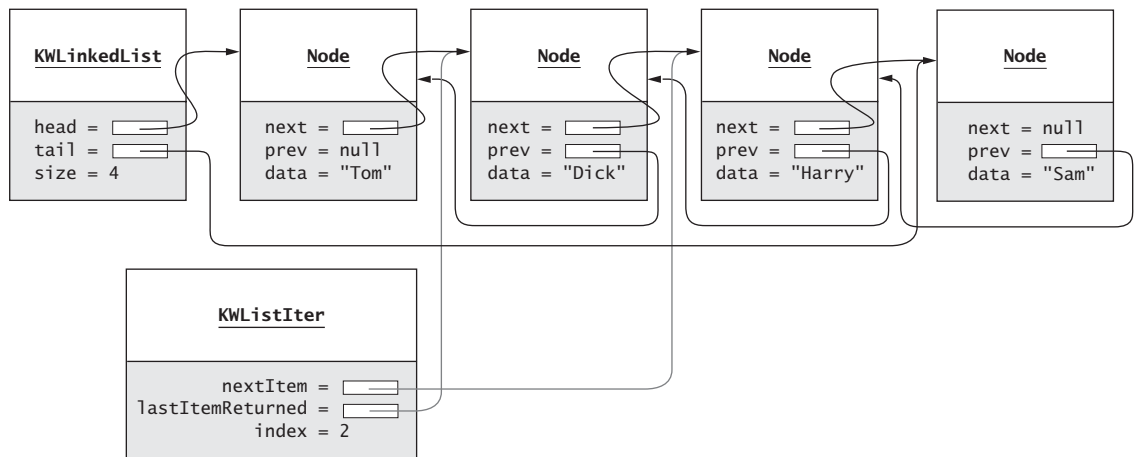 KWLinkedList
head =
tail =
size = 4
Node
next =
prev = null
data = "Tom"
Node
next =
prev =
data = "Dick"
Node
next =
prev =
data = "Harry"
Node
next = null
prev =
data = "Sam"
KWListIter
nextItem =
lastItemReturned =
index = 2